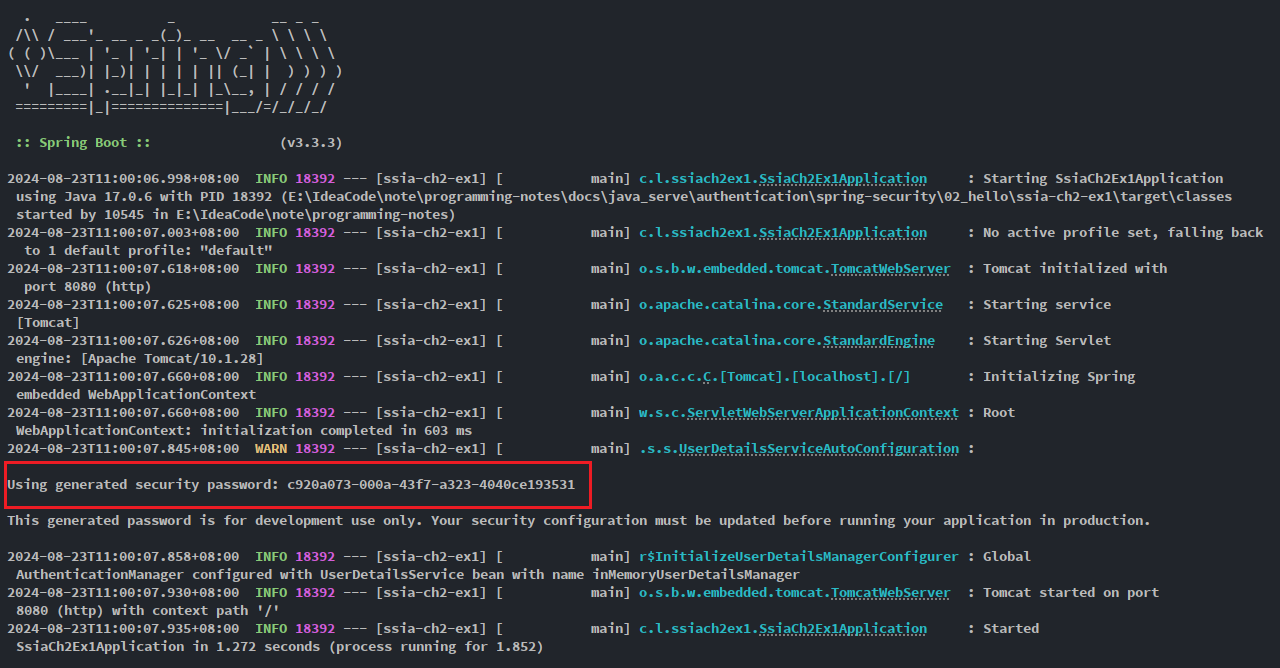 .   ____          _            __ _ _
 /\\ / ___'_ __ _ _(_)_ __  __ _ \ \ \ \
( ( )\___ | '_ | '_| | '_ \/ _` | \ \ \ \
 \\/  ___)| |_)| | | | | || (_| |  ) ) ) )
  '  |____| .__|_| |_|_| |_\__, | / / / /
 =========|_|==============|___/=/_/_/_/
 :: Spring Boot ::                (v3.3.3)
2024-08-23T11:00:06.998+08:00  INFO 18392 --- [ssia-ch2-ex1] [           main] c.l.ssiach2ex1.SsiaCh2Ex1Application     : Starting SsiaCh2Ex1Application
 using Java 17.0.6 with PID 18392 (E:\IdeaCode\note\programming-notes\docs\java_serve\authentication\spring-security\02_hello\ssia-ch2-ex1\target\classes
 started by 10545 in E:\IdeaCode\note\programming-notes)
2024-08-23T11:00:07.003+08:00  INFO 18392 --- [ssia-ch2-ex1] [           main] c.l.ssiach2ex1.SsiaCh2Ex1Application     : No active profile set, falling back
  to 1 default profile: "default"
2024-08-23T11:00:07.618+08:00  INFO 18392 --- [ssia-ch2-ex1] [           main] o.s.b.w.embedded.tomcat.TomcatWebServer  : Tomcat initialized with
  port 8080 (http)
2024-08-23T11:00:07.625+08:00  INFO 18392 --- [ssia-ch2-ex1] [           main] o.apache.catalina.core.StandardService   : Starting service
 [Tomcat]
2024-08-23T11:00:07.626+08:00  INFO 18392 --- [ssia-ch2-ex1] [           main] o.apache.catalina.core.StandardEngine    : Starting Servlet
 engine: [Apache Tomcat/10.1.28]
2024-08-23T11:00:07.660+08:00  INFO 18392 --- [ssia-ch2-ex1] [           main] o.a.c.c.C.[Tomcat].[localhost].[/]       : Initializing Spring
 embedded WebApplicationContext
2024-08-23T11:00:07.660+08:00  INFO 18392 --- [ssia-ch2-ex1] [           main] w.s.c.ServletWebServerApplicationContext : Root
 WebApplicationContext: initialization completed in 603 ms
2024-08-23T11:00:07.845+08:00  WARN 18392 --- [ssia-ch2-ex1] [           main] .s.s.UserDetailsServiceAutoConfiguration :
Using generated security password: c920a073-000a-43f7-a323-4040ce193531
This generated password is for development use only. Your security configuration must be updated before running your application in production.
2024-08-23T11:00:07.858+08:00  INFO 18392 --- [ssia-ch2-ex1] [           main] r$InitializeUserDetailsManagerConfigurer : Global
 AuthenticationManager configured with UserDetailsService bean with name inMemoryUserDetailsManager
2024-08-23T11:00:07.930+08:00  INFO 18392 --- [ssia-ch2-ex1] [           main] o.s.b.w.embedded.tomcat.TomcatWebServer  : Tomcat started on port
 8080 (http) with context path '/'
2024-08-23T11:00:07.935+08:00  INFO 18392 --- [ssia-ch2-ex1] [           main] c.l.ssiach2ex1.SsiaCh2Ex1Application     : Started
 SsiaCh2Ex1Application in 1.272 seconds (process running for 1.852)